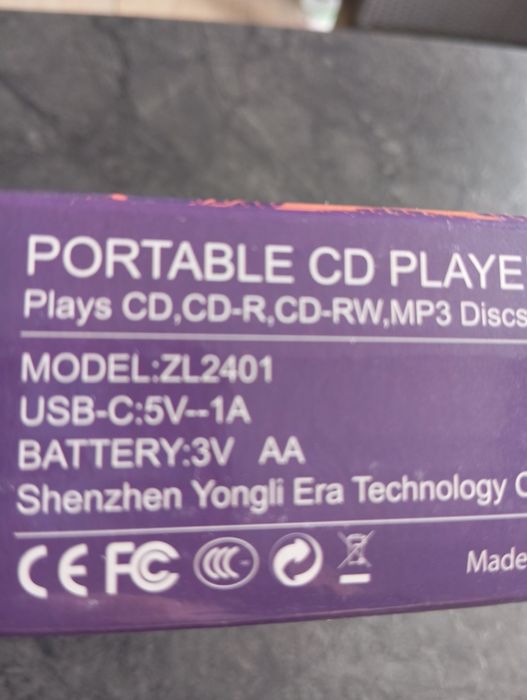 PORTABLE CD PLAYE
Plays CD,CD-R,CD-RW,MP3 Discs
MODEL:ZL2401
USB-C:5V--1A
BATTERY:3V AA
Shenzhen Yongli Era Technology C
CE FC CCC
Made